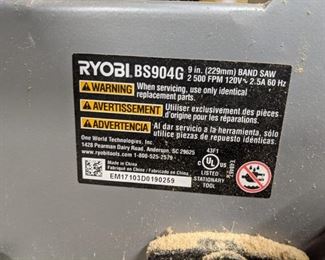 RYOBI BS904G 9 in. (229mm) BAND SAW
2 500 FPM 120V~ 2.5A 60 Hz
WARNING When servicing, use only identical
replacement parts.
AVERTISSEMENT Utiliser exclusivement des pièces
d'origine pour les réparations.
ADVERTENCIA Al dar servicio a la herramienta, sólo
utilice piezas de repuesto idénticas.
One World Technologies, Inc.
1428 Pearman Dairy Road, Anderson, SC 29625
www.ryobitools.com 1-800-525-2579
Made in China
Fabriqué en Chine / Fabricado en China
EM17103D0190259
43F1
c UL US
LISTED
STATIONARY
TOOL